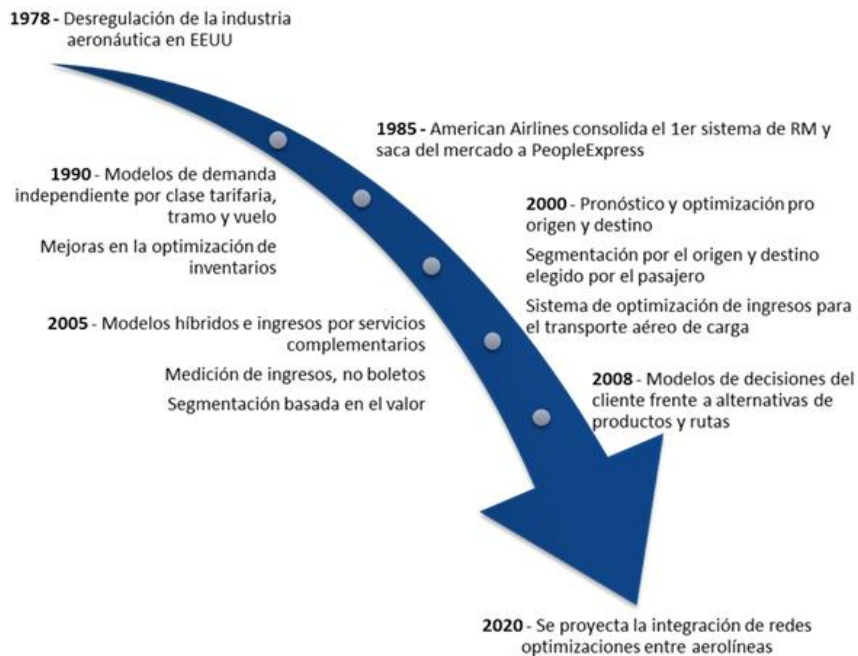 1978 - Desregulación de la industria
aeronáutica en EEUU
1985 - American Airlines consolida el 1er sistema de RM y
saca del mercado a PeopleExpress
1990 - Modelos de demanda
independiente por clase tarifaria,
tramo y vuelo
Mejoras en la optimización de
inventarios
2000 - Pronóstico y optimización pro
origen y destino
Segmentación por el origen y destino
elegido por el pasajero
Sistema de optimización de ingresos para
el transporte aéreo de carga
2005 - Modelos híbridos e ingresos por servicios
complementarios
Medición de ingresos, no boletos
Segmentación basada en el valor
2008 - Modelos de decisiones del
cliente frente a alternativas de
productos y rutas
2020 - Se proyecta la integración de redes
optimizaciones entre aerolíneas